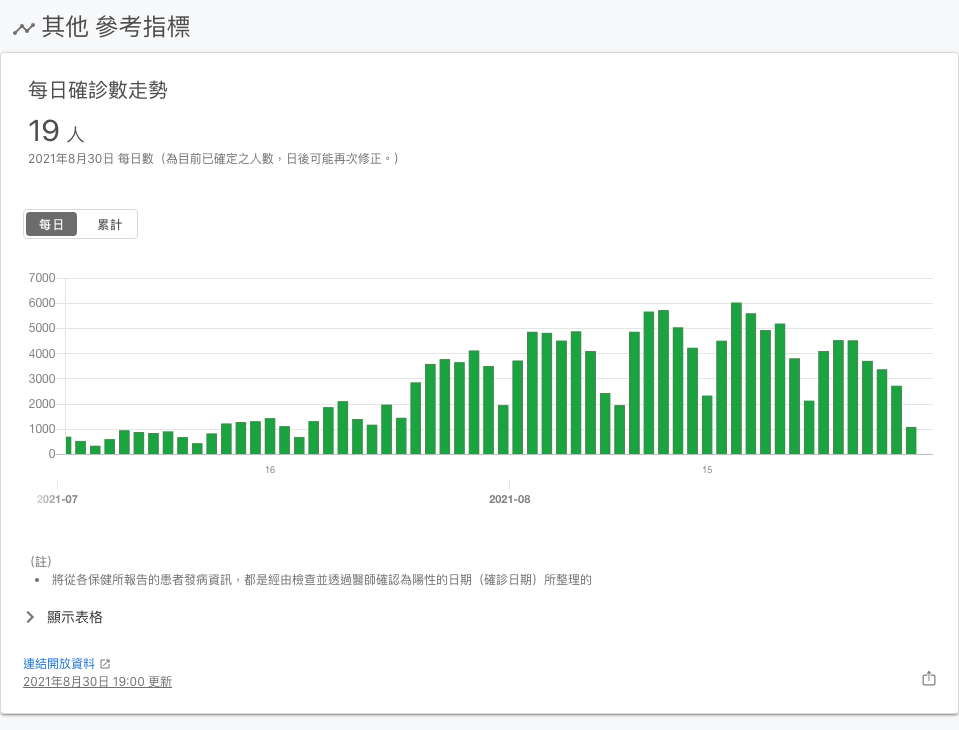 其他 參考指標
每日確診數走勢
19 人
2021年8月30日 每日數（為目前已確定之人數，日後可能再次修正。）
每日 累計
7000
6000
5000
4000
3000
2000
1000
0
16 15
2021-07 2021-08
（註）
• 將從各保健所報告的患者發病資訊，都是經由檢查並透過醫師確認為陽性的日期（確診日期）所整理的
顯示表格
連結開放資料
2021年8月30日 19:00 更新